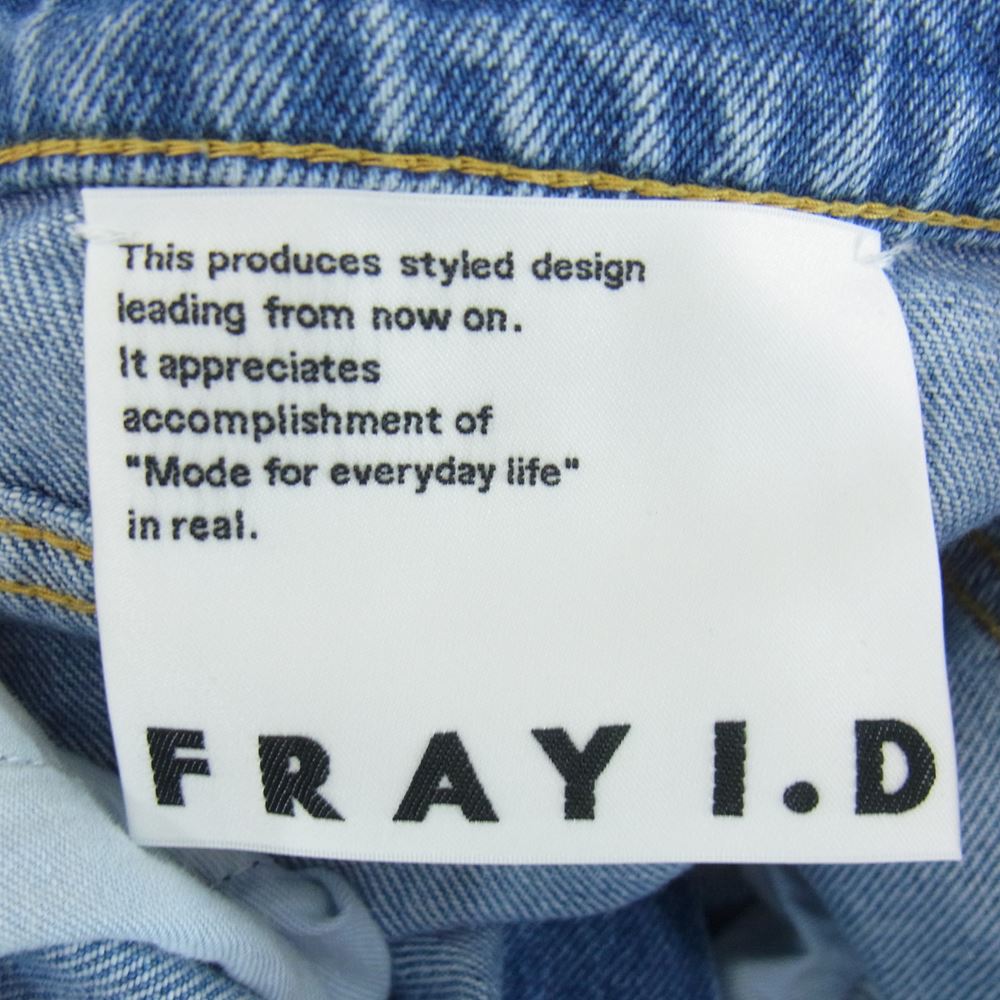 This produces styled design
leading from now on.
It appreciates
accomplishment of
"Mode for everyday life"
in real.
FRAY I.D